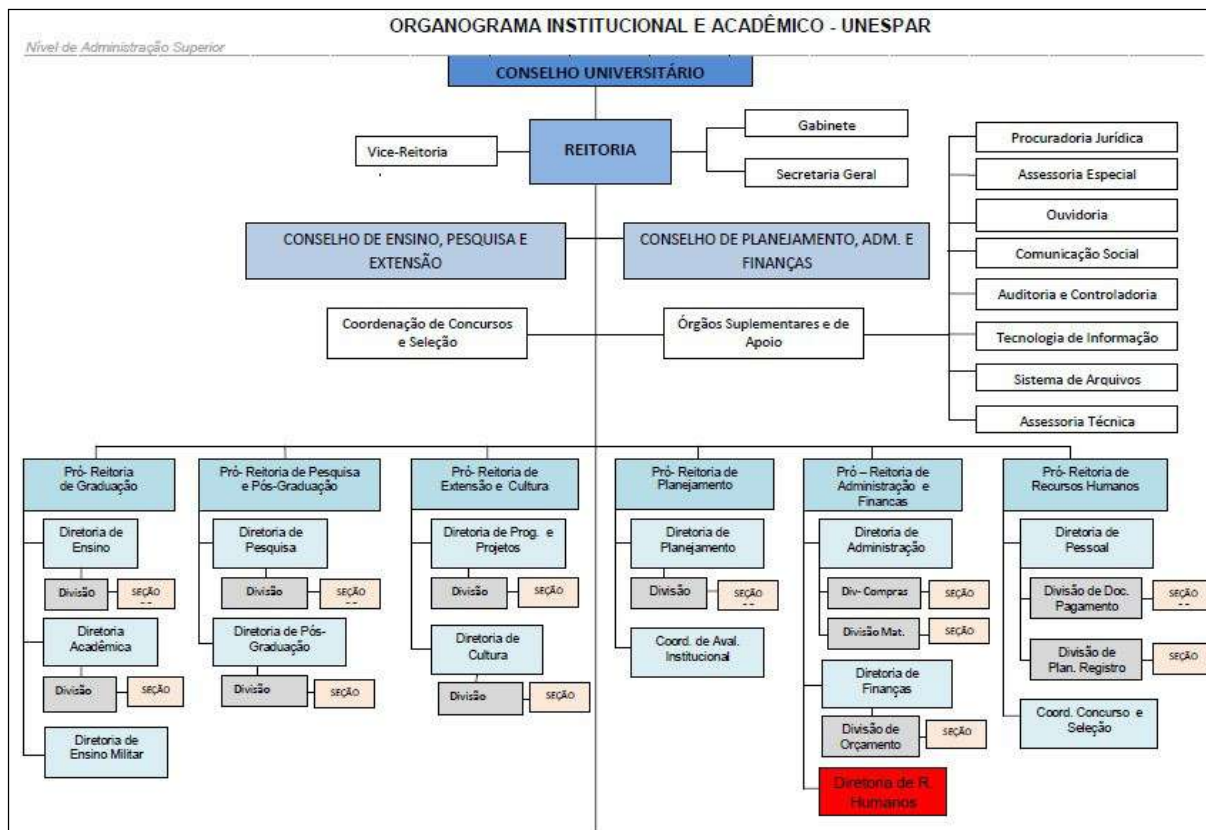 ORGANOGRAMA INSTITUCIONAL E ACADÊMICO - UNESPAR
Nível de Administração Superior
CONSELHO UNIVERSITÁRIO
REITORIA
Vice-Reitoria
Gabinete
Secretaria Geral
CONSELHO DE ENSINO, PESQUISA E
EXTENSÃO
CONSELHO DE PLANEJAMENTO, ADM. E
FINANÇAS
Coordenação de Concursos
e Seleção
Órgãos Suplementares e de
Apoio
Procuradoria Jurídica
Assessoria Especial
Ouvidoria
Comunicação Social
Auditoria e Controladoria
Tecnologia de Informação
Sistema de Arquivos
Assessoria Técnica
Pró- Reitoria
de Graduação
Diretoria de
Ensino
Divisão
SEÇÃO
Diretoria
Acadêmica
Divisão
SEÇÃO
Diretoria de
Ensino Militar
Pró- Reitoria de Pesquisa
e Pós-Graduação
Diretoria de
Pesquisa
Divisão
SEÇÃO
Diretoria de Pós-
Graduação
Divisão
SEÇÃO
Pró- Reitoria de
Extensão e Cultura
Diretoria de Prog. e
Projetos
Divisão
SEÇÃO
Diretoria de
Cultura
Divisão
SEÇÃO
Pró- Reitoria de
Planejamento
Diretoria de
Planejamento
Divisão
SEÇÃO
Coord. de Aval.
Institucional
Pró – Reitoria de
Administração e
Financas
Diretoria de
Administração
Div- Compras
SEÇÃO
Divisão Mat.
SEÇÃO
Diretoria de
Finanças
Divisão de
Orçamento
SEÇÃO
Diretoria de R.
Humanos
Pró- Reitoria de
Recursos Humanos
Diretoria de
Pessoal
Divisão de Doc.
Pagamento
SEÇÃO
Divisão de
Plan. Registro
SEÇÃO
Coord. Concurso e
Seleção